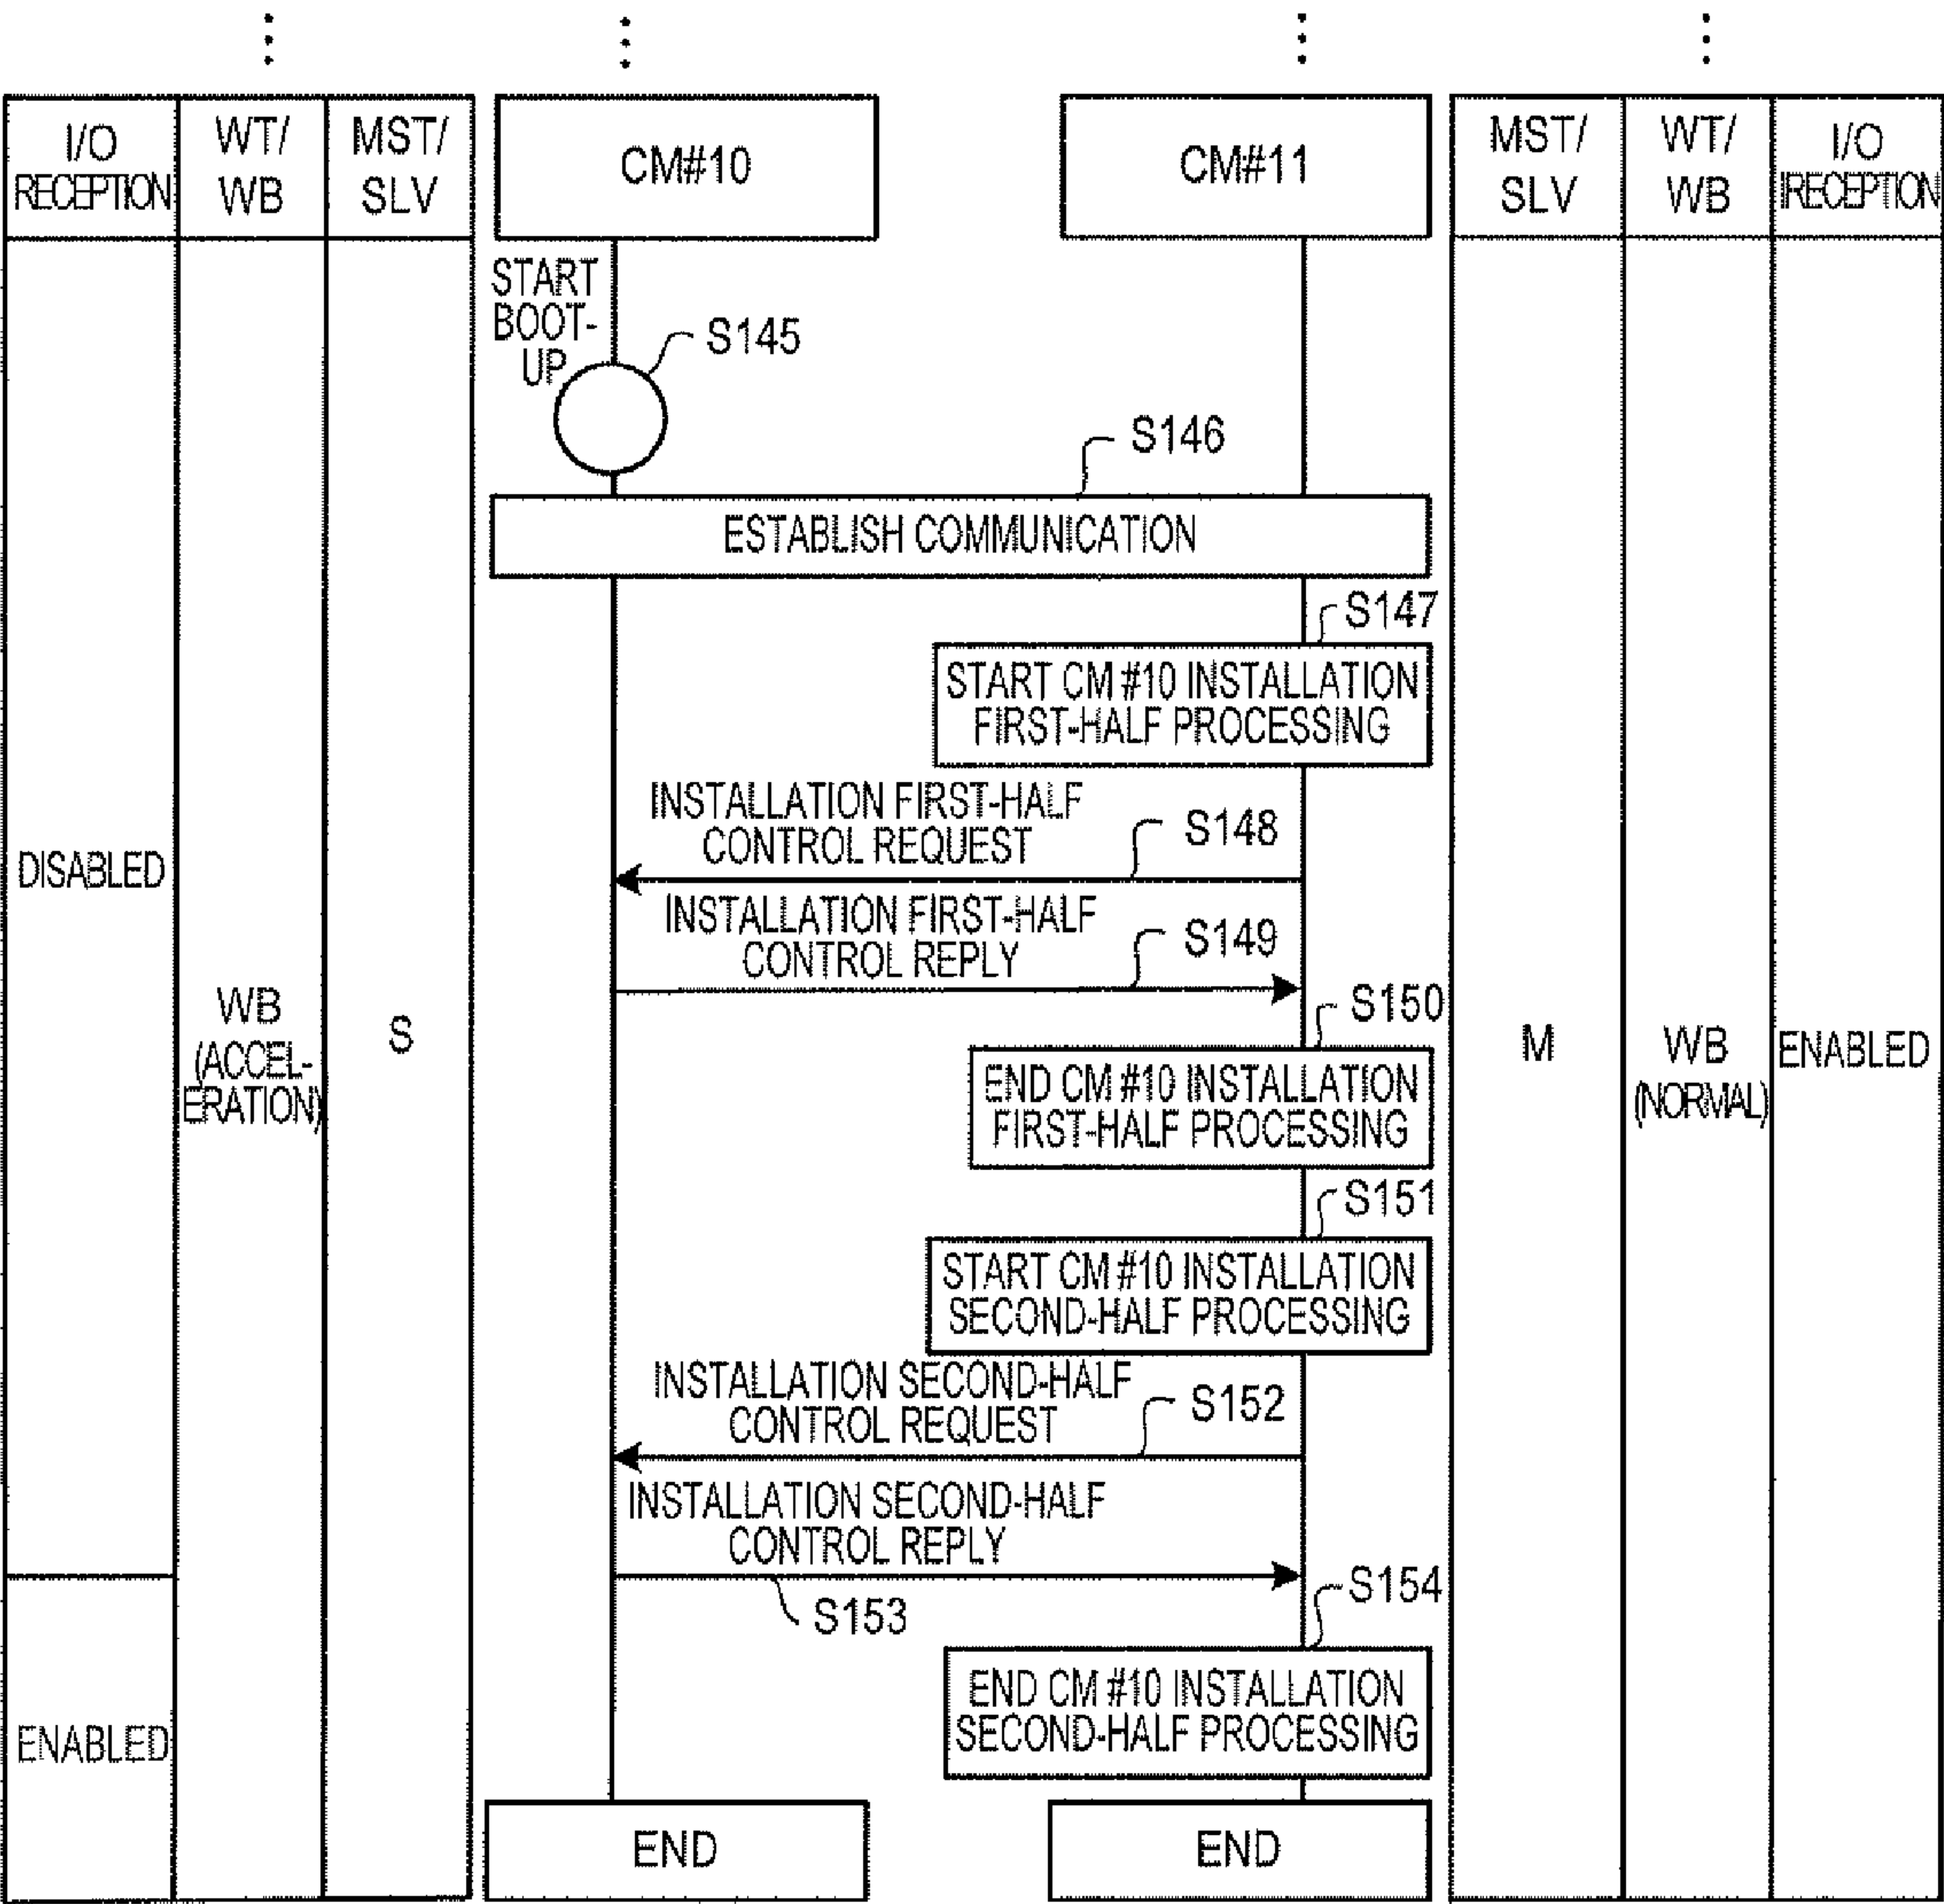 I/O
RECEPTION
WT/
WB
MST/
SLV
CM#10
CM#11
MST/
SLV
WT/
WB
I/O
RECEPTION
START
BOOT-
UP
S145
S146
ESTABLISH COMMUNICATION
S147
START CM #10 INSTALLATION
FIRST-HALF PROCESSING
INSTALLATION FIRST-HALF
CONTROL REQUEST
S148
DISABLED
INSTALLATION FIRST-HALF
CONTROL REPLY
S149
WB
(ACCEL-
ERATION)
S
S150
END CM #10 INSTALLATION
FIRST-HALF PROCESSING
M
WB
(NORMAL)
ENABLED
S151
START CM #10 INSTALLATION
SECOND-HALF PROCESSING
INSTALLATION SECOND-HALF
CONTROL REQUEST
S152
INSTALLATION SECOND-HALF
CONTROL REPLY
S153
S154
END CM #10 INSTALLATION
SECOND-HALF PROCESSING
ENABLED
END
END